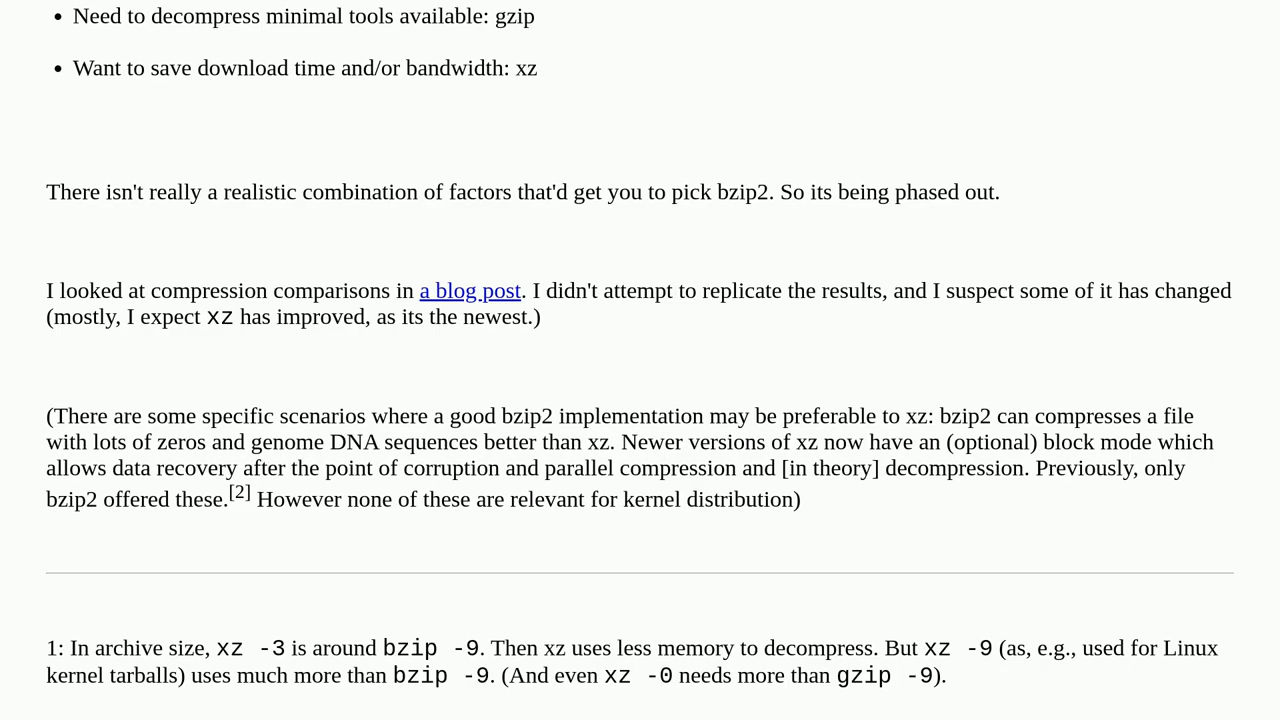 • Need to decompress minimal tools available: gzip
• Want to save download time and/or bandwidth: xz
There isn't really a realistic combination of factors that'd get you to pick bzip2. So its being phased out.
I looked at compression comparisons in a blog post. I didn't attempt to replicate the results, and I suspect some of it has changed
(mostly, I expect xz has improved, as its the newest.)
(There are some specific scenarios where a good bzip2 implementation may be preferable to xz: bzip2 can compresses a file
with lots of zeros and genome DNA sequences better than xz. Newer versions of xz now have an (optional) block mode which
allows data recovery after the point of corruption and parallel compression and [in theory] decompression. Previously, only
bzip2 offered these.[2] However none of these are relevant for kernel distribution)
1: In archive size, xz -3 is around bzip -9. Then xz uses less memory to decompress. But xz -9 (as, e.g., used for Linux
kernel tarballs) uses much more than bzip -9. (And even xz -0 needs more than gzip -9).